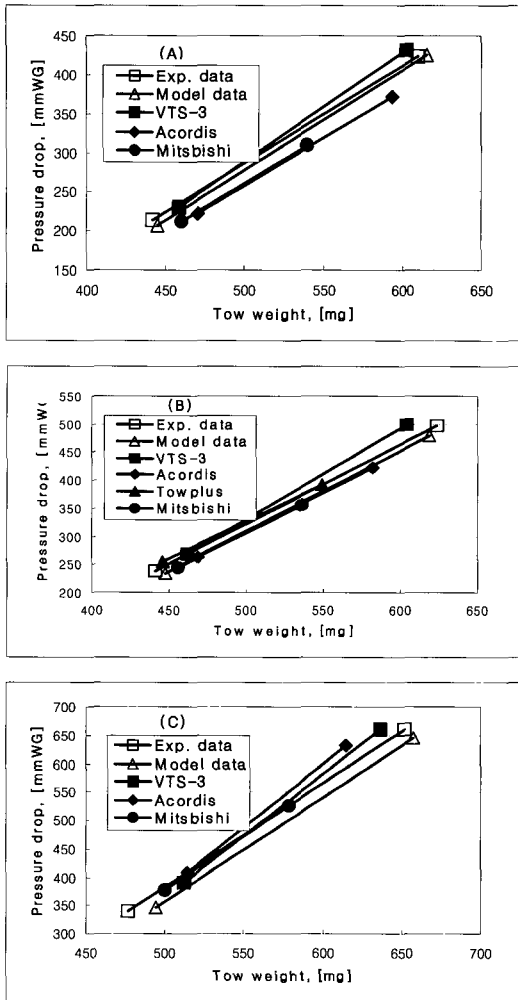 (A)
Exp. data
Model data
VTS-3
Acordis
Mitsbishi
Pressure drop, [mmWG]
450
400
350
300
250
200
150
400 450 500 550 600 650
Tow weight, [mg]
(B)
Exp. data
Model data
VTS-3
Acordis
Towplus
Mitsbishi
Pressure drop, [mmW(
550
500
450
400
350
300
250
200
400 450 500 550 600 650
Tow weight, [mg]
(C)
Exp. data
Model data
VTS-3
Acordis
Mitsbishi
Pressure drop, [mmWG]
700
650
600
550
500
450
400
350
300
450 500 550 600 650 700
Tow weight, [mg]